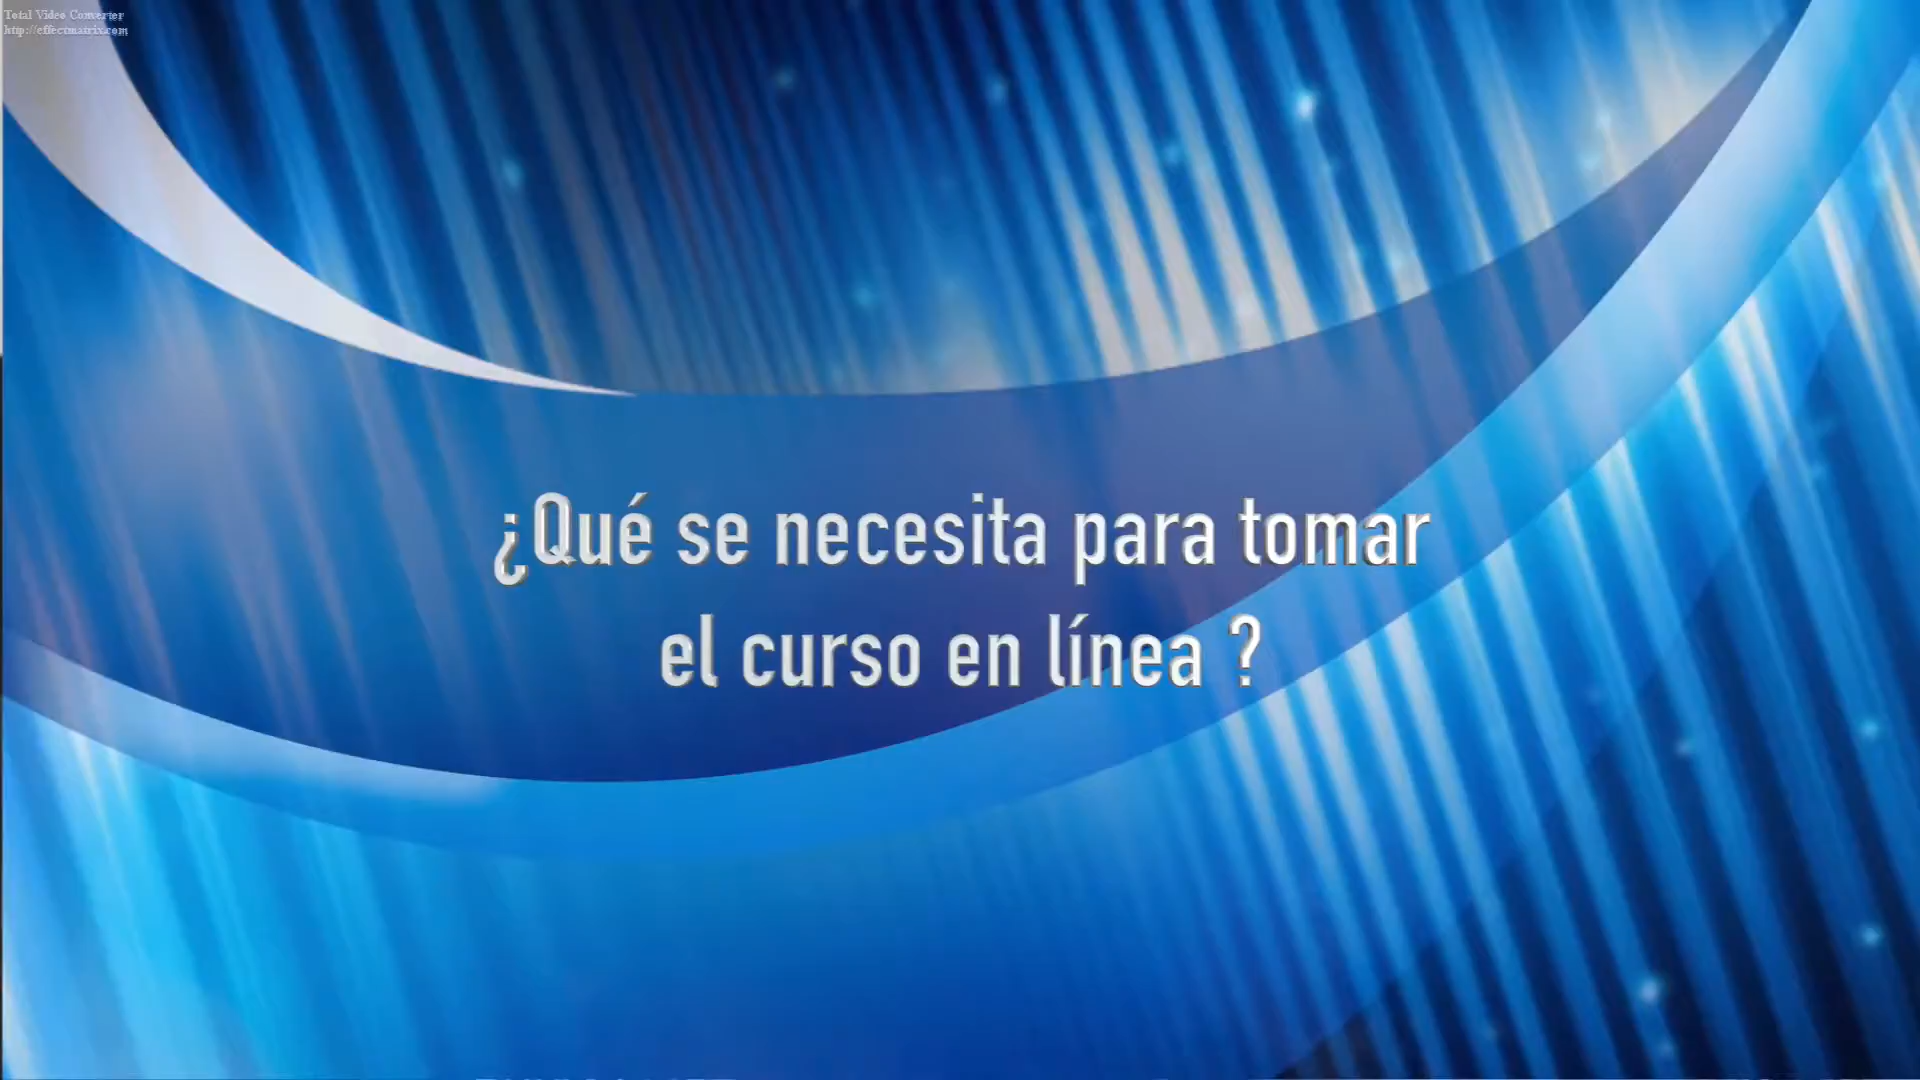 Total Video Converter
http://effectmatrix.com
¿Qué se necesita para tomar
el curso en línea ?